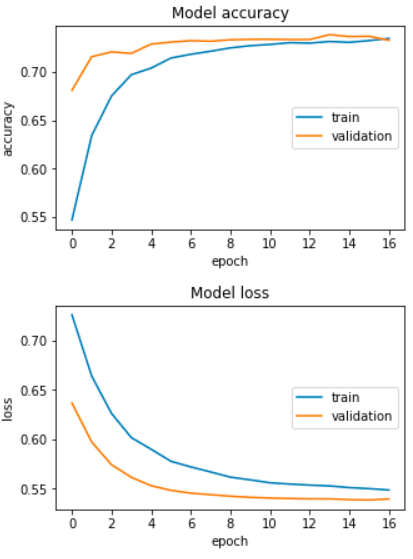 Model accuracy
0.70
0.65
0.60
0.55
accuracy
train
validation
0 2 4 6 8 10 12 14 16
epoch
Model loss
0.70
0.65
0.60
0.55
loss
train
validation
0 2 4 6 8 10 12 14 16
epoch